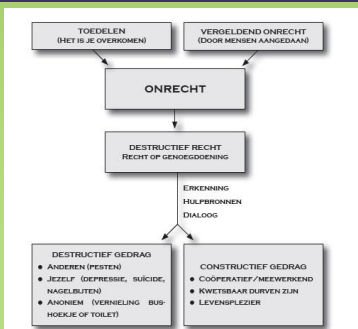 TOEDELEN
(HET IS JE OVERKOMEN)
VERGELDEND ONRECHT
(DOOR MENSEN AANGEDAAN)
ONRECHT
DESTRUCTIEF RECHT
RECHT OP GENOEGDOENING
ERKENNING
HULPBRONNEN
DIALOOG
DESTRUCTIEF GEDRAG
● ANDEREN (PESTEN)
● JEZELF (DEPRESSIE, SUÏCIDE,
NAGELBIJTEN)
● ANONIEM (VERNIELING BUS-
HOEKJE OF TOILET)
CONSTRUCTIEF GEDRAG
● COÖPERATIEF/MEEWERKEND
● KWETSBAAR DURVEN ZIJN
● LEVENSPLEZIER